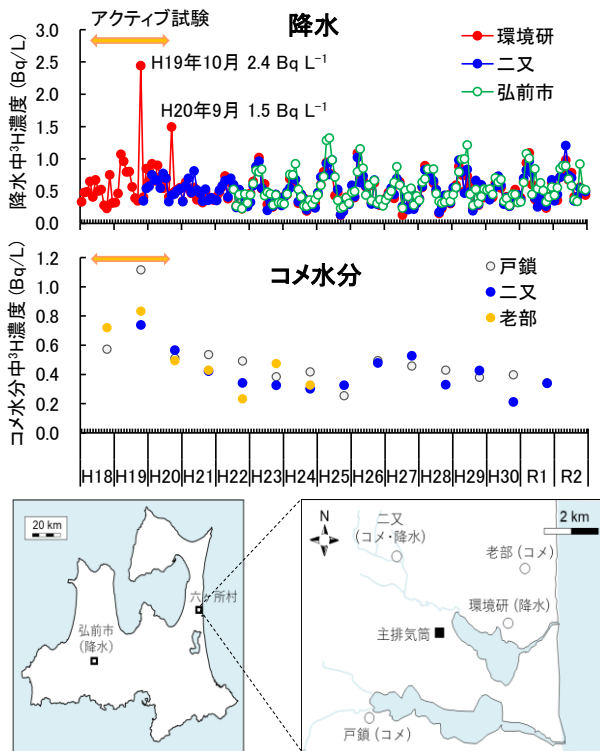 アクティブ試験
降水
H19年10月 2.4 Bq L⁻¹
H20年9月 1.5 Bq L⁻¹
環境研
二又
弘前市
降水中³H濃度 (Bq/L)
3.0
2.5
2.0
1.5
1.0
0.5
0.0
コメ水分
戸鎖
二又
老部
コメ水分中³H濃度 (Bq/L)
1.2
1.0
0.8
0.6
0.4
0.2
0.0
H18 H19 H20 H21 H22 H23 H24 H25 H26 H27 H28 H29 H30 R1 R2
20 km
六ヶ所村
弘前市
(降水)
N
2 km
二又
(コメ・降水)
老部 (コメ)
環境研 (降水)
主排気筒
戸鎖 (コメ)